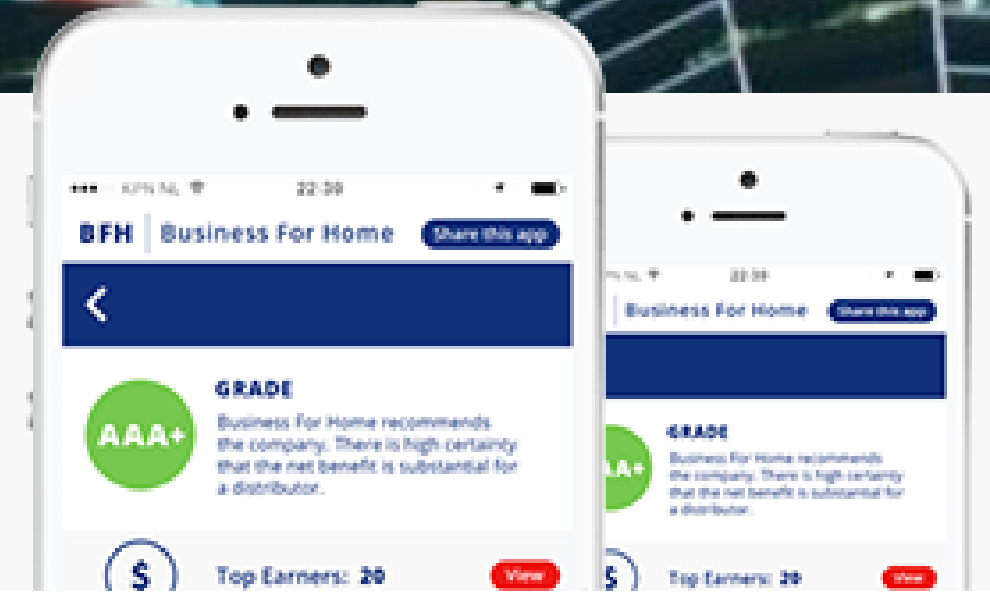 KPN NL
22:39
BFH Business For Home
Share this app
GRADE
AAA+
Business For Home recommends
the company. There is high certainty
that the net benefit is substantial for
a distributor.
$ Top Earners: 20
View
22:39
Business For Home
Share this app
GRADE
AA+
Business For Home recommends
the company. There is high certainty
that the net benefit is substantial for
a distributor.
$ Top Earners: 20
View